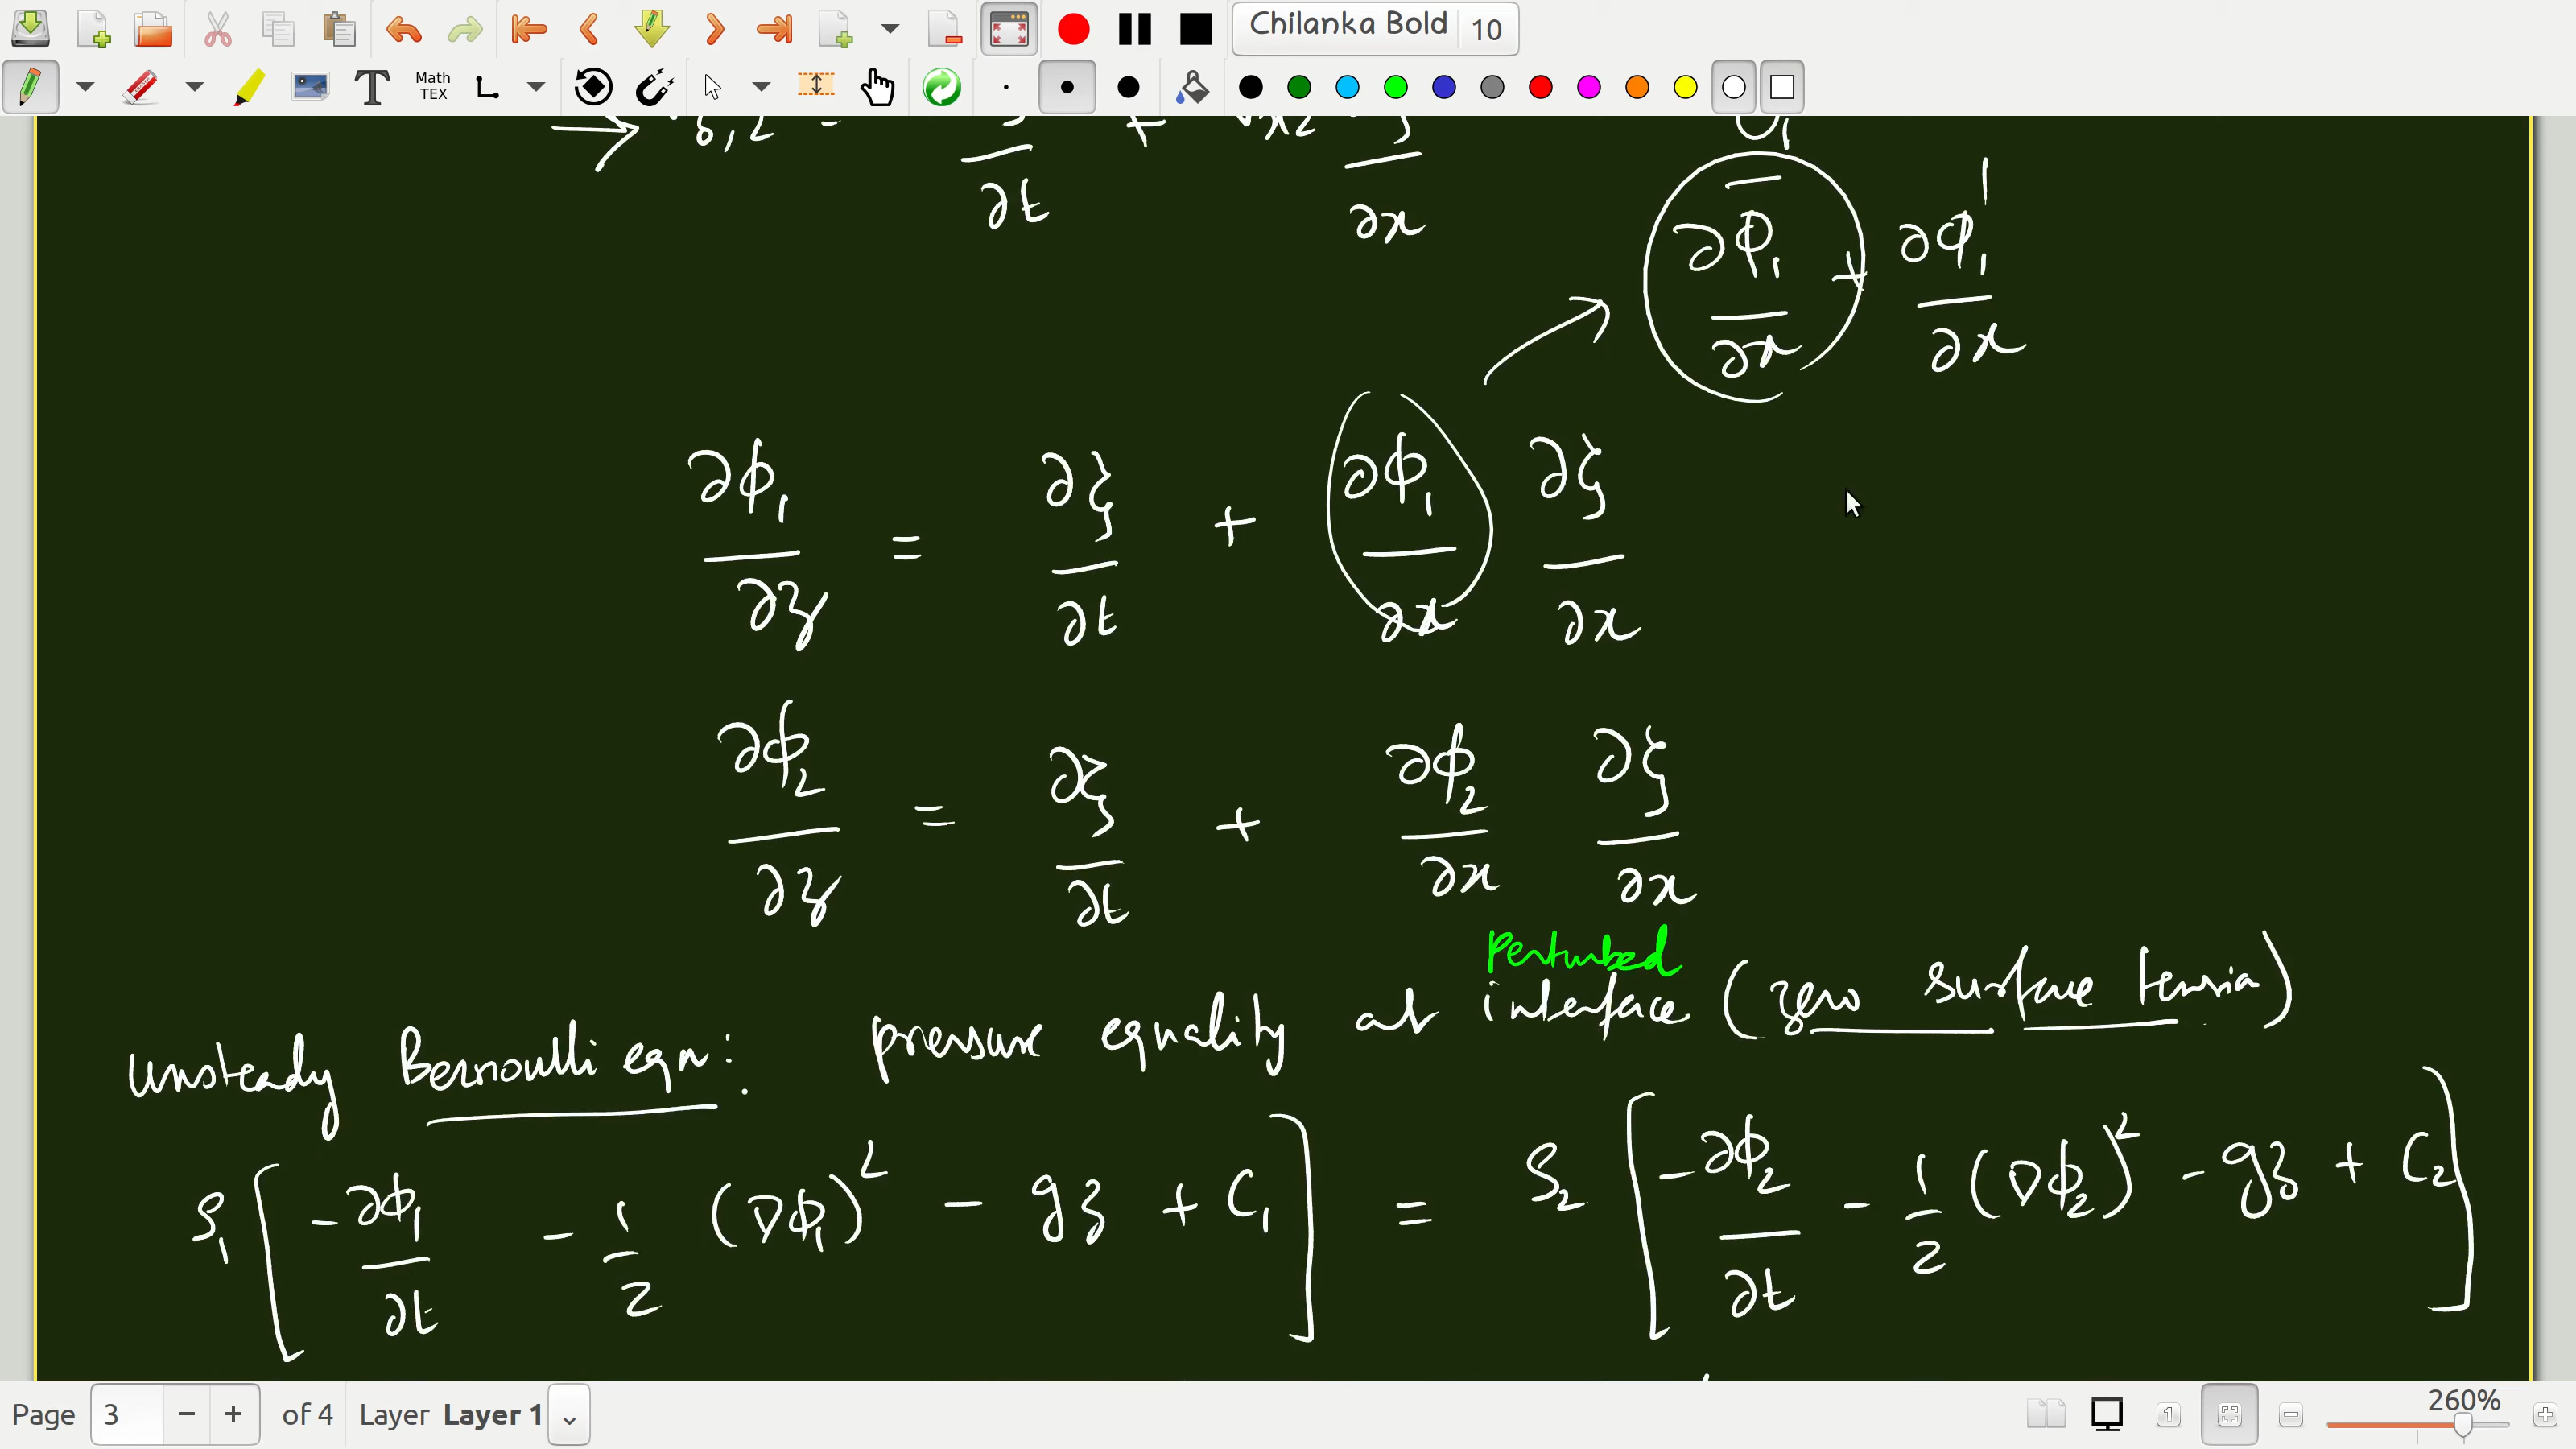 Chilanka Bold 10
Math TEX
∂t + ∂x U₁
∂Φ̄₁/∂x + ∂Φ₁'/∂x
∂ϕ₁/∂z = ∂ζ/∂t + ∂ϕ₁/∂x ∂ζ/∂x
∂ϕ₂/∂z = ∂ζ/∂t + ∂ϕ₂/∂x ∂ζ/∂x
Perturbed
unsteady Bernoulli eqn: pressure equality at interface (zero surface tension)
ρ₁ [ -∂ϕ₁/∂t - 1/2 (∇ϕ₁)² - gz + C₁ ] = ρ₂ [ -∂ϕ₂/∂t - 1/2 (∇ϕ₂)² - gz + C₂ ]
Page 3 of 4 Layer Layer 1 260%